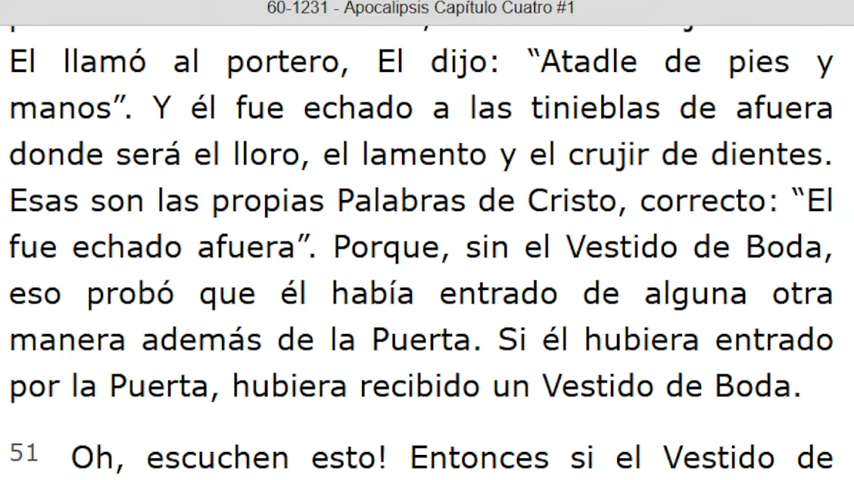 60-1231 - Apocalipsis Capítulo Cuatro #1
El llamó al portero, El dijo: “Atadle de pies y
manos”. Y él fue echado a las tinieblas de afuera
donde será el lloro, el lamento y el crujir de dientes.
Esas son las propias Palabras de Cristo, correcto: “El
fue echado afuera”. Porque, sin el Vestido de Boda,
eso probó que él había entrado de alguna otra
manera además de la Puerta. Si él hubiera entrado
por la Puerta, hubiera recibido un Vestido de Boda.
51 Oh, escuchen esto! Entonces si el Vestido de